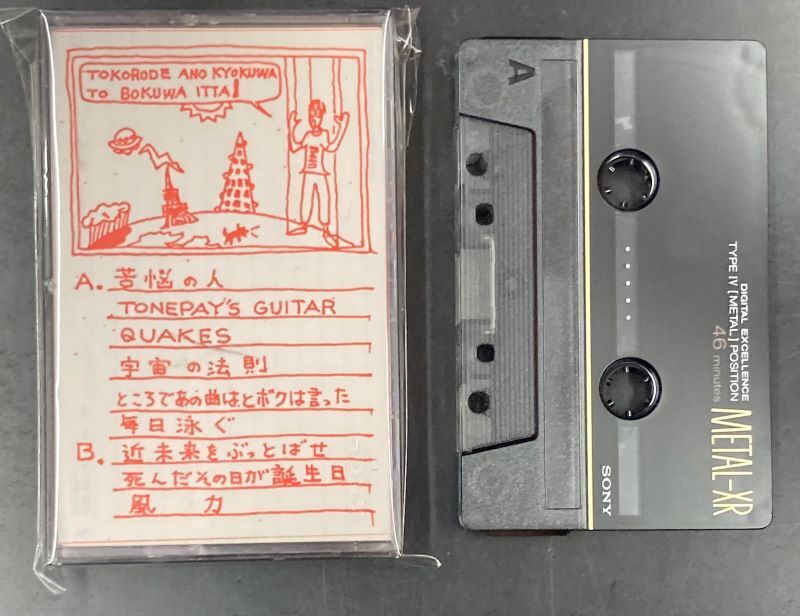 TOKORODE ANO KYOKUWA
TO BOKUWA ITTA!
A. 苦悩の人
TONEPAY'S GUITAR
QUAKES
宇宙の法則
ところであの曲はとボクは言った
毎日泳ぐ
B. 近未来をぶっとばせ
死んだその日が誕生日
風 力
A
DIGITAL EXCELLENCE
TYPE IV [METAL] POSITION
46 minutes
METAL-XR
SONY